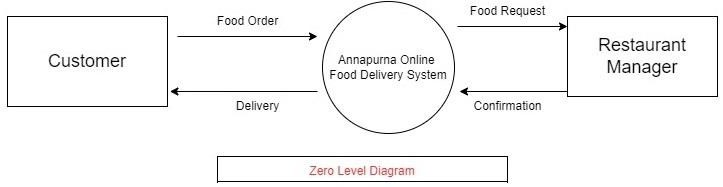 Food Order
Food Request
Customer
Annapurna Online
Food Delivery System
Restaurant
Manager
Delivery
Confirmation
Zero Level Diagram